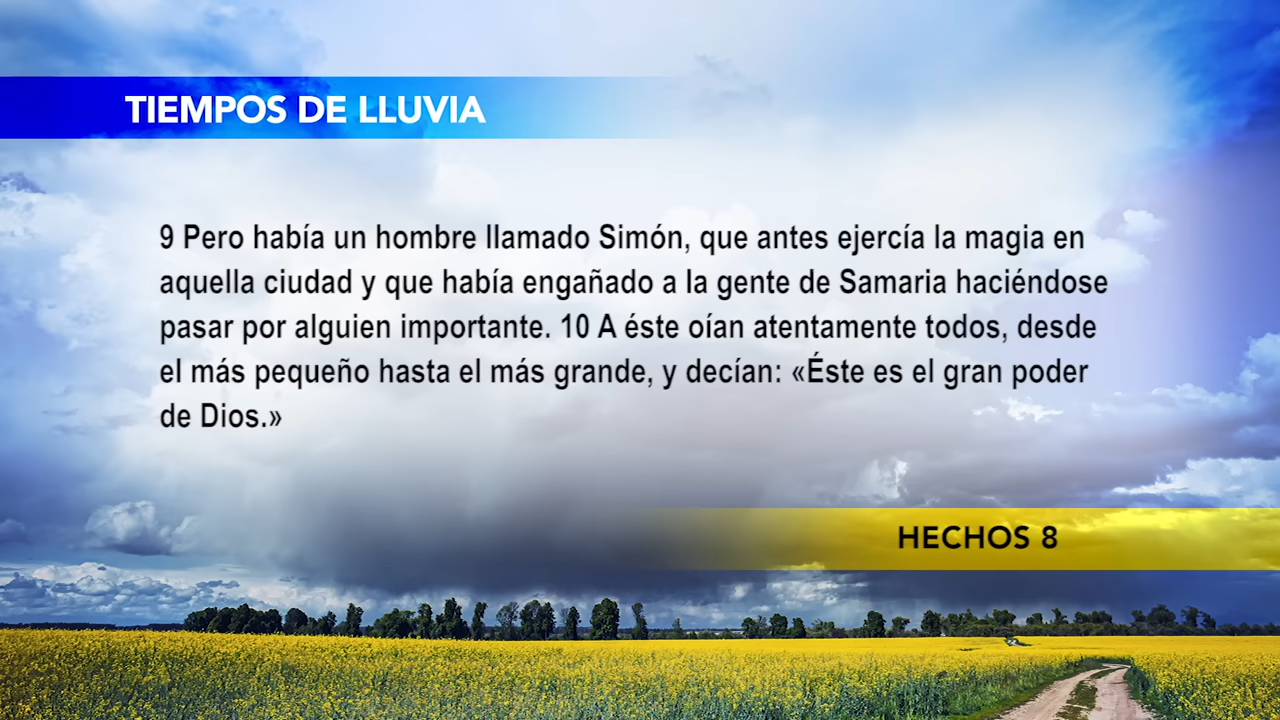 TIEMPOS DE LLUVIA
9 Pero había un hombre llamado Simón, que antes ejercía la magia en
aquella ciudad y que había engañado a la gente de Samaria haciéndose
pasar por alguien importante. 10 A éste oían atentamente todos, desde
el más pequeño hasta el más grande, y decían: «Éste es el gran poder
de Dios.»
HECHOS 8